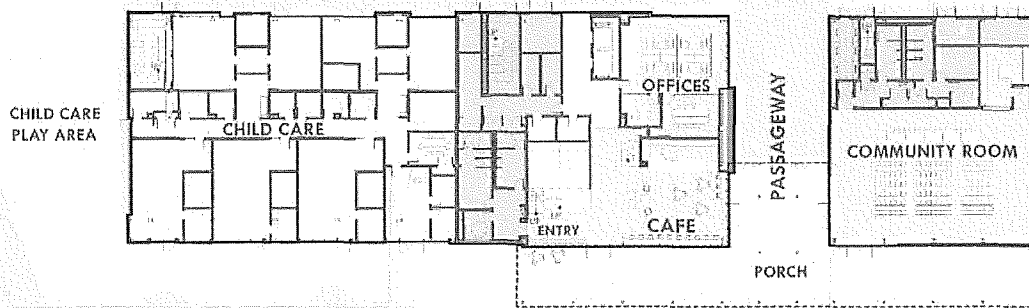 CHILD CARE
PLAY AREA
CHILD CARE
OFFICES
PASSAGEWAY
COMMUNITY ROOM
ENTRY
CAFE
PORCH